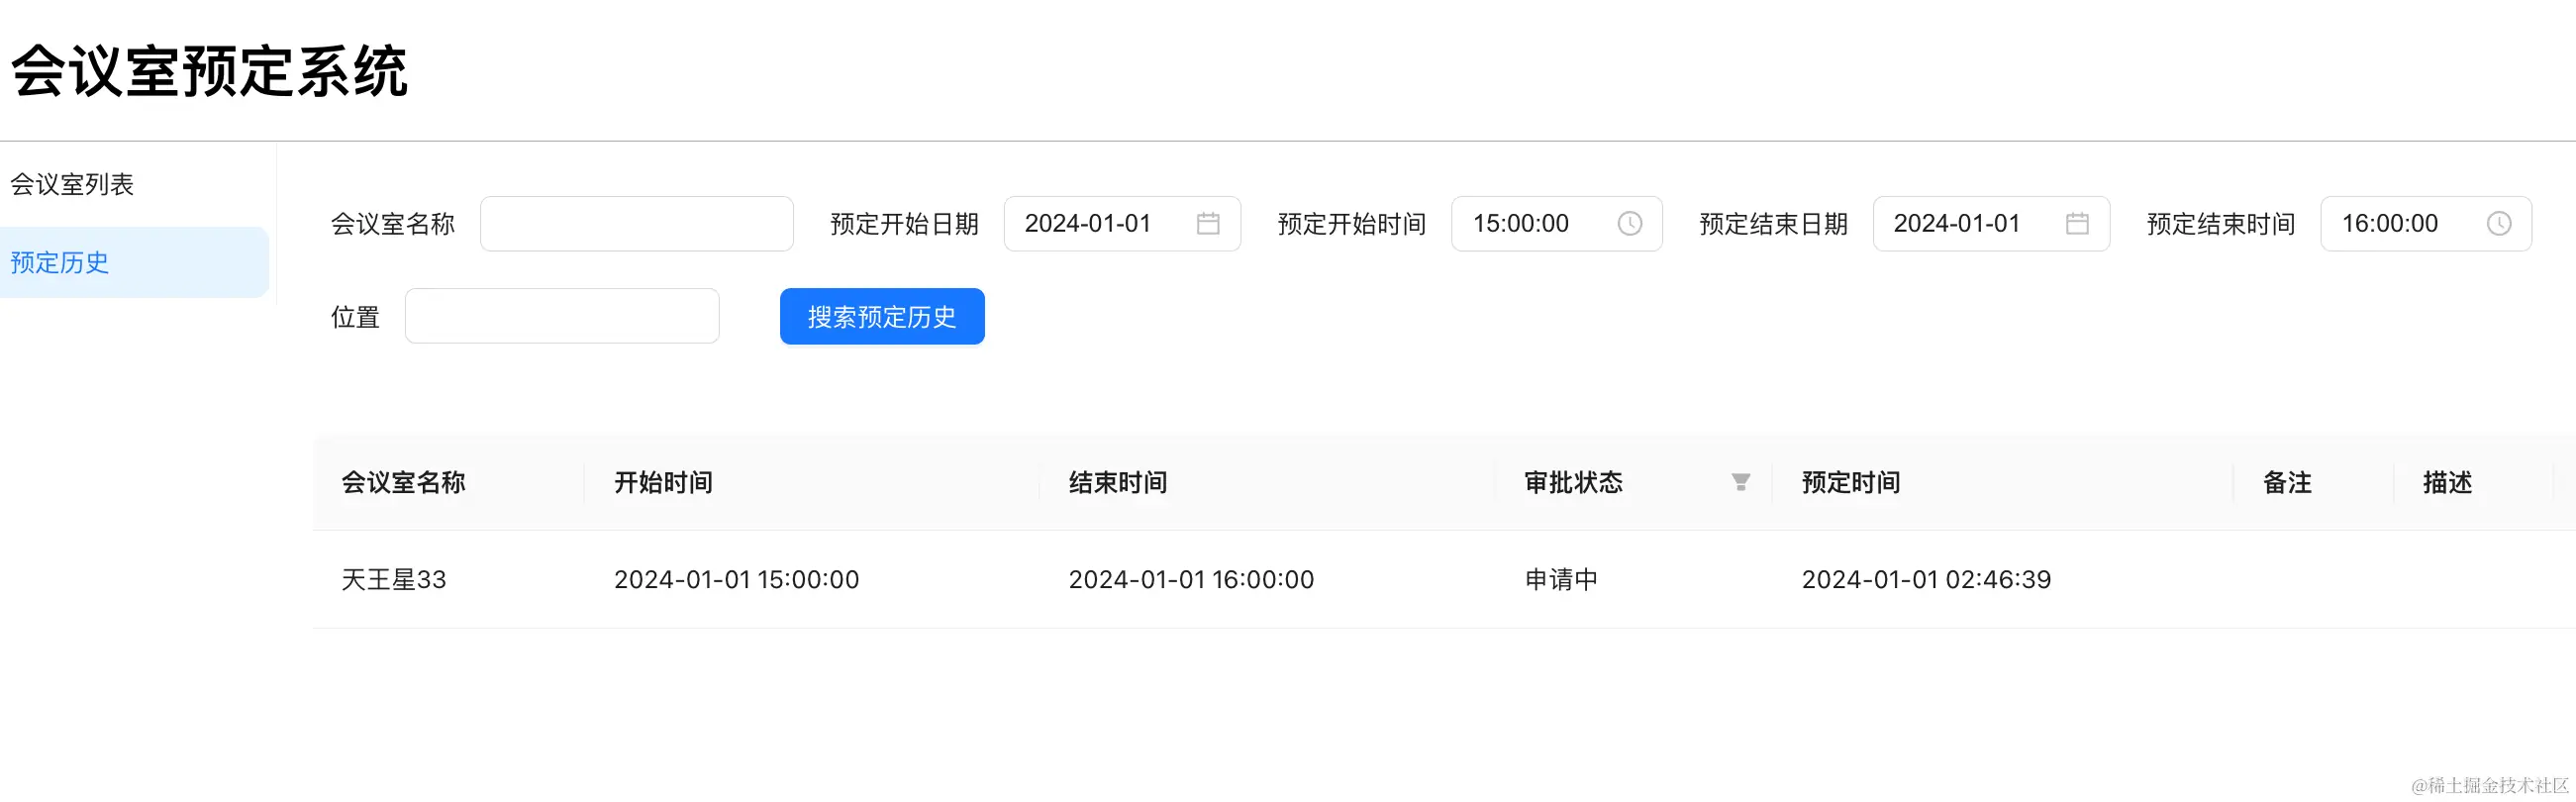 会议室预定系统
会议室列表
预定历史
会议室名称 预定开始日期 2024-01-01 预定开始时间 15:00:00 预定结束日期 2024-01-01 预定结束时间 16:00:00
位置 搜索预定历史
会议室名称 开始时间 结束时间 审批状态 预定时间 备注 描述
天王星33 2024-01-01 15:00:00 2024-01-01 16:00:00 申请中 2024-01-01 02:46:39
@稀土掘金技术社区